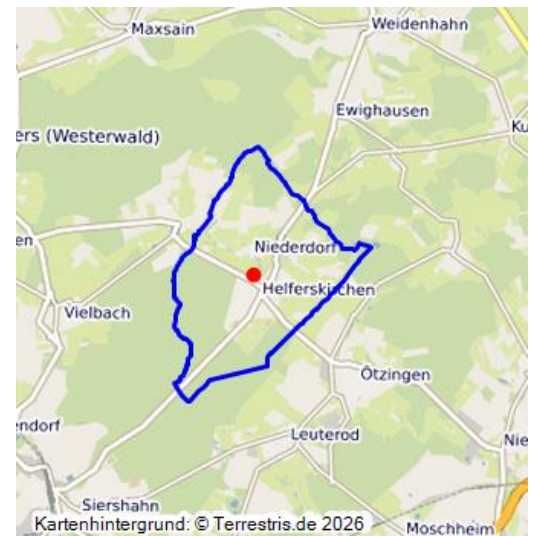 Maxsain
Weidenhahn
Ewighausen
Ku
ers (Westerwald)
en
Niederdorf
Helferskirchen
Vielbach
Ötzingen
endorf
Leuterod
Nie
Siershahn
Moschheim
Kartenhintergrund: © Terrestris.de 2026